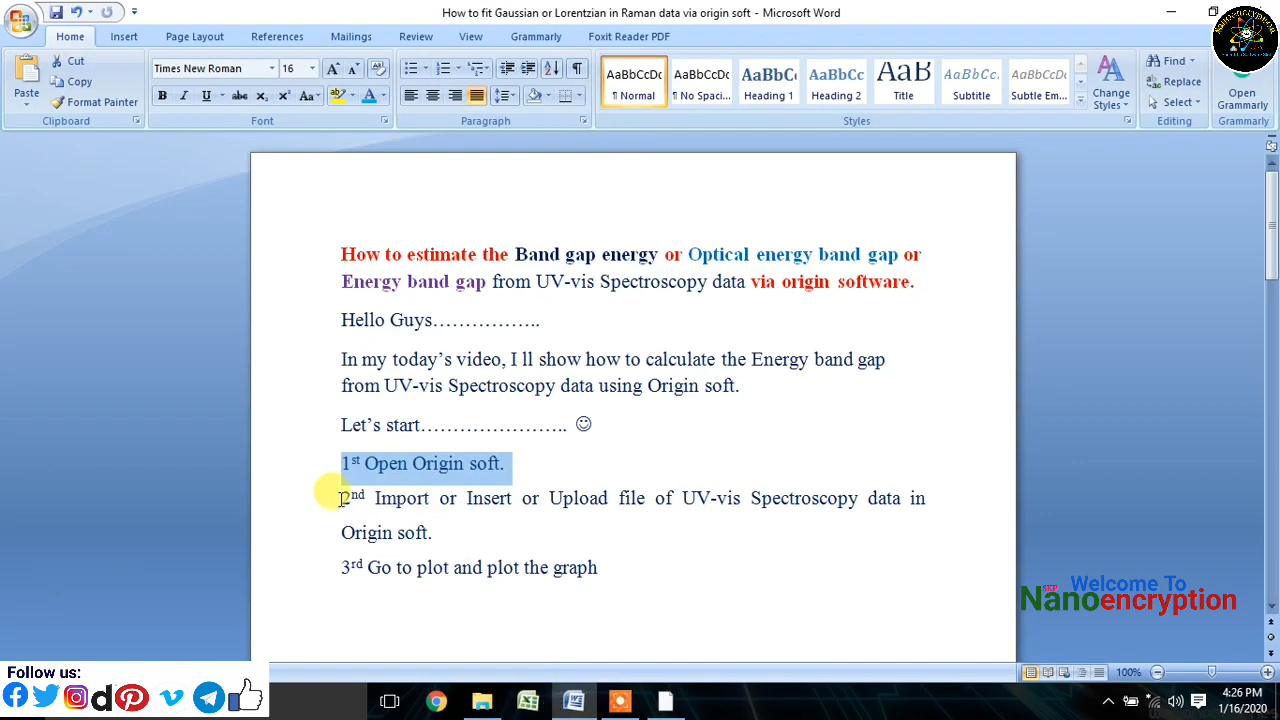 How to fit Gaussian or Lorentzian in Raman data via origin soft - Microsoft Word
Home Insert Page Layout References Mailings Review View Grammarly Foxit Reader PDF
Paste
Cut
Copy
Format Painter
Clipboard
Times New Roman 16
Font
Paragraph
AaBbCcDc AaBbCcDc AaBbCc AaBbCc AaB AaBbCc. AaBbCcDc
¶ Normal ¶ No Spaci... Heading 1 Heading 2 Title Subtitle Subtle Em...
Change Styles
Styles
Find
Replace
Select
Editing
Open Grammarly
Grammarly
How to estimate the Band gap energy or Optical energy band gap or
Energy band gap from UV-vis Spectroscopy data via origin software.
Hello Guys……………..
In my today’s video, I ll show how to calculate the Energy band gap
from UV-vis Spectroscopy data using Origin soft.
Let’s start…………………. ☺
1st Open Origin soft.
2nd Import or Insert or Upload file of UV-vis Spectroscopy data in
Origin soft.
3rd Go to plot and plot the graph
Welcome To
SKP
Nanoencryption
Follow us:
100%
4:26 PM
1/16/2020